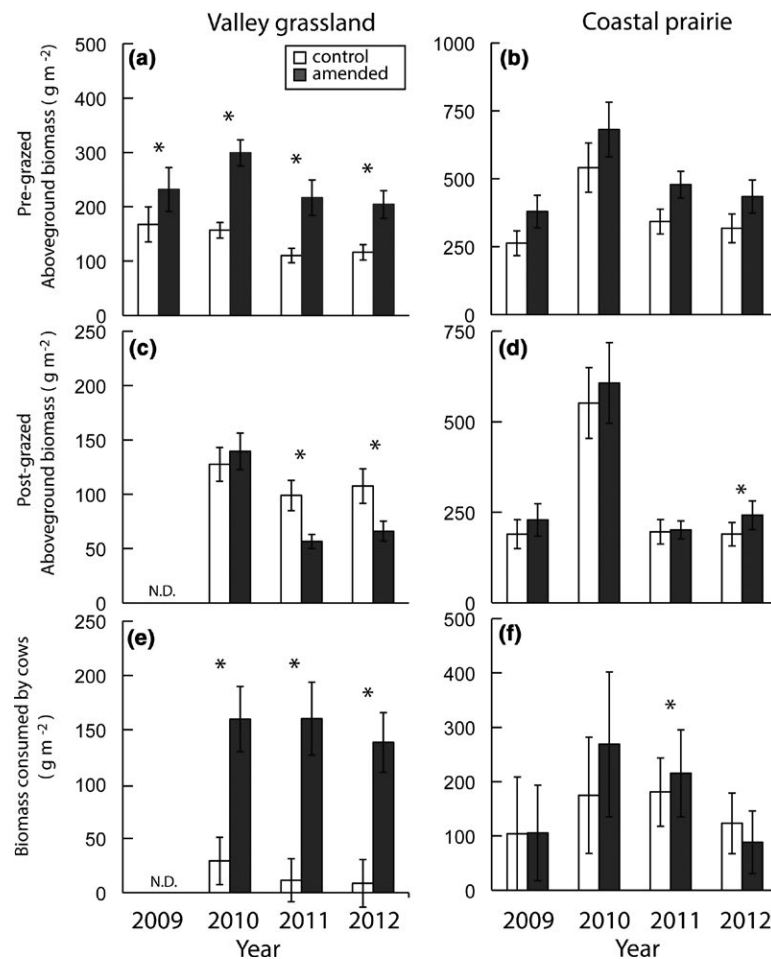 Valley grassland
Coastal prairie
control
amended
(a)
Pre-grazed
Aboveground biomass ( g m -2)
500
400
300
200
100
0
*
*
*
*
(b)
1000
750
500
250
0
(c)
Post-grazed
Aboveground biomass ( g m -2)
250
200
150
100
50
0
N.D.
*
*
(d)
750
500
250
0
*
(e)
Biomass consumed by cows
( g m -2)
250
200
150
100
50
0
N.D.
*
*
*
(f)
500
400
300
200
100
0
*
2009 2010 2011 2012
Year
2009 2010 2011 2012
Year